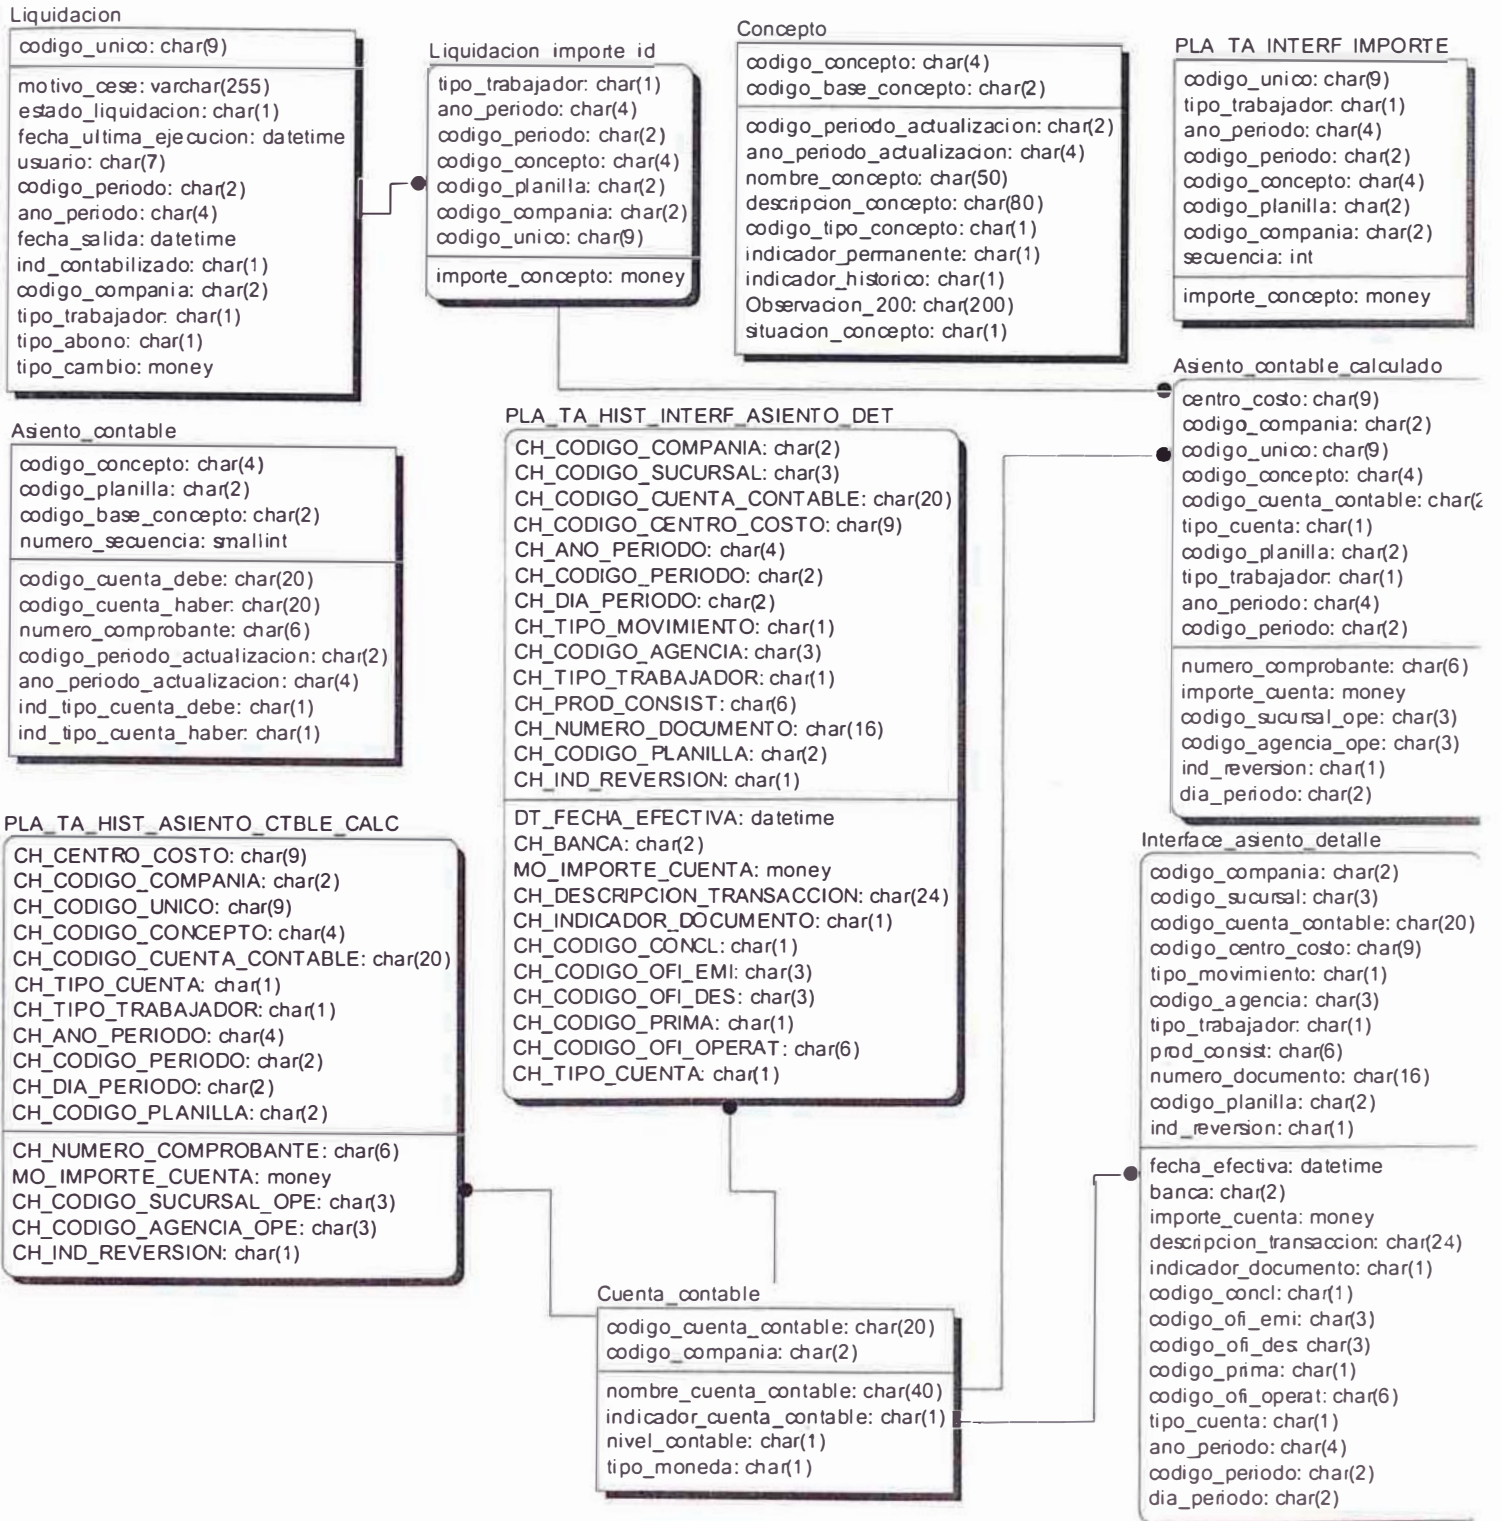 Liquidacion
codigo_unico: char(9)
motivo_cese: varchar(255)
estado_liquidacion: char(1)
fecha_ultima_ejecucion: datetime
usuario: char(7)
codigo_periodo: char(2)
ano_periodo: char(4)
fecha_salida: datetime
ind_contabilizado: char(1)
codigo_compania: char(2)
tipo_trabajador: char(1)
tipo_abono: char(1)
tipo_cambio: money
Liquidacion_importe_id
tipo_trabajador: char(1)
ano_periodo: char(4)
codigo_periodo: char(2)
codigo_concepto: char(4)
codigo_planilla: char(2)
codigo_compania: char(2)
codigo_unico: char(9)
importe_concepto: money
Concepto
codigo_concepto: char(4)
codigo_base_concepto: char(2)
codigo_periodo_actualizacion: char(2)
ano_periodo_actualizacion: char(4)
nombre_concepto: char(50)
descripcion_concepto: char(80)
codigo_tipo_concepto: char(1)
indicador_permanente: char(1)
indicador_historico: char(1)
Observacion_200: char(200)
situacion_concepto: char(1)
PLA_TA_INTERF_IMPORTE
codigo_unico: char(9)
tipo_trabajador: char(1)
ano_periodo: char(4)
codigo_periodo: char(2)
codigo_concepto: char(4)
codigo_planilla: char(2)
codigo_compania: char(2)
secuencia: int
importe_concepto: money
Asiento_contable
codigo_concepto: char(4)
codigo_planilla: char(2)
codigo_base_concepto: char(2)
numero_secuencia: smallint
codigo_cuenta_debe: char(20)
codigo_cuenta_haber: char(20)
numero_comprobante: char(6)
codigo_periodo_actualizacion: char(2)
ano_periodo_actualizacion: char(4)
ind_tipo_cuenta_debe: char(1)
ind_tipo_cuenta_haber: char(1)
PLA_TA_HIST_INTERF_ASIENTO_DET
CH_CODIGO_COMPANIA: char(2)
CH_CODIGO_SUCURSAL: char(3)
CH_CODIGO_CUENTA_CONTABLE: char(20)
CH_CODIGO_CENTRO_COSTO: char(9)
CH_ANO_PERIODO: char(4)
CH_CODIGO_PERIODO: char(2)
CH_DIA_PERIODO: char(2)
CH_TIPO_MOVIMIENTO: char(1)
CH_CODIGO_AGENCIA: char(3)
CH_TIPO_TRABAJADOR: char(1)
CH_PROD_CONSIST: char(6)
CH_NUMERO_DOCUMENTO: char(16)
CH_CODIGO_PLANILLA: char(2)
CH_IND_REVERSION: char(1)
DT_FECHA_EFECTIVA: datetime
CH_BANCA: char(2)
MO_IMPORTE_CUENTA: money
CH_DESCRIPCION_TRANSACCION: char(24)
CH_INDICADOR_DOCUMENTO: char(1)
CH_CODIGO_CONCL: char(1)
CH_CODIGO_OFI_EMI: char(3)
CH_CODIGO_OFI_DES: char(3)
CH_CODIGO_PRIMA: char(1)
CH_CODIGO_OFI_OPERAT: char(6)
CH_TIPO_CUENTA: char(1)
Asiento_contable_calculado
centro_costo: char(9)
codigo_compania: char(2)
codigo_unico: char(9)
codigo_concepto: char(4)
codigo_cuenta_contable: char(2
tipo_cuenta: char(1)
codigo_planilla: char(2)
tipo_trabajador: char(1)
ano_periodo: char(4)
codigo_periodo: char(2)
numero_comprobante: char(6)
importe_cuenta: money
codigo_sucursal_ope: char(3)
codigo_agencia_ope: char(3)
ind_reversion: char(1)
dia_periodo: char(2)
PLA_TA_HIST_ASIENTO_CTBLE_CALC
CH_CENTRO_COSTO: char(9)
CH_CODIGO_COMPANIA: char(2)
CH_CODIGO_UNICO: char(9)
CH_CODIGO_CONCEPTO: char(4)
CH_CODIGO_CUENTA_CONTABLE: char(20)
CH_TIPO_CUENTA: char(1)
CH_TIPO_TRABAJADOR: char(1)
CH_ANO_PERIODO: char(4)
CH_CODIGO_PERIODO: char(2)
CH_DIA_PERIODO: char(2)
CH_CODIGO_PLANILLA: char(2)
CH_NUMERO_COMPROBANTE: char(6)
MO_IMPORTE_CUENTA: money
CH_CODIGO_SUCURSAL_OPE: char(3)
CH_CODIGO_AGENCIA_OPE: char(3)
CH_IND_REVERSION: char(1)
Interface_asiento_detalle
codigo_compania: char(2)
codigo_sucursal: char(3)
codigo_cuenta_contable: char(20)
codigo_centro_costo: char(9)
tipo_movimiento: char(1)
codigo_agencia: char(3)
tipo_trabajador: char(1)
prod_consist: char(6)
numero_documento: char(16)
codigo_planilla: char(2)
ind_reversion: char(1)
fecha_efectiva: datetime
banca: char(2)
importe_cuenta: money
descripcion_transaccion: char(24)
indicador_documento: char(1)
codigo_concl: char(1)
codigo_ofi_emi: char(3)
codigo_ofi_des: char(3)
codigo_prima: char(1)
codigo_ofi_operat: char(6)
tipo_cuenta: char(1)
ano_periodo: char(4)
codigo_periodo: char(2)
dia_periodo: char(2)
Cuenta_contable
codigo_cuenta_contable: char(20)
codigo_compania: char(2)
nombre_cuenta_contable: char(40)
indicador_cuenta_contable: char(1)
nivel_contable: char(1)
tipo_moneda: char(1)